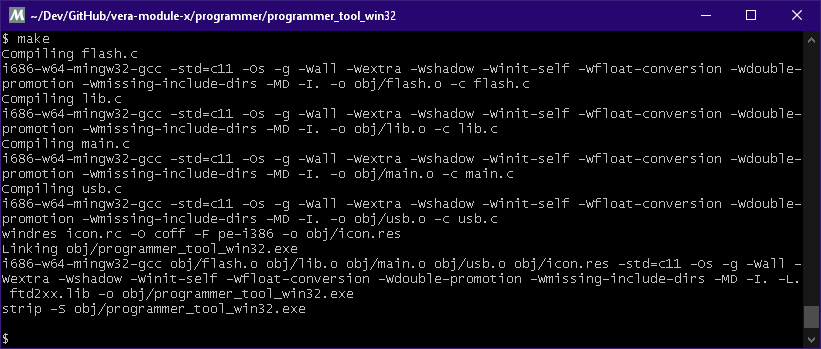 M ~/Dev/GitHub/vera-module-x/programmer/programmer_tool_win32
$ make
Compiling flash.c
i686-w64-mingw32-gcc -std=c11 -Os -g -Wall -Wextra -Wshadow -Winit-self -Wfloat-conversion -Wdouble-
promotion -Wmissing-include-dirs -MD -I. -o obj/flash.o -c flash.c
Compiling lib.c
i686-w64-mingw32-gcc -std=c11 -Os -g -Wall -Wextra -Wshadow -Winit-self -Wfloat-conversion -Wdouble-
promotion -Wmissing-include-dirs -MD -I. -o obj/lib.o -c lib.c
Compiling main.c
i686-w64-mingw32-gcc -std=c11 -Os -g -Wall -Wextra -Wshadow -Winit-self -Wfloat-conversion -Wdouble-
promotion -Wmissing-include-dirs -MD -I. -o obj/main.o -c main.c
Compiling usb.c
i686-w64-mingw32-gcc -std=c11 -Os -g -Wall -Wextra -Wshadow -Winit-self -Wfloat-conversion -Wdouble-
promotion -Wmissing-include-dirs -MD -I. -o obj/usb.o -c usb.c
windres icon.rc -O coff -F pe-i386 -o obj/icon.res
Linking obj/programmer_tool_win32.exe
i686-w64-mingw32-gcc obj/flash.o obj/lib.o obj/main.o obj/usb.o obj/icon.res -std=c11 -Os -g -Wall -
Wextra -Wshadow -Winit-self -Wfloat-conversion -Wdouble-promotion -Wmissing-include-dirs -MD -I. -L.
 ftd2xx.lib -o obj/programmer_tool_win32.exe
strip -S obj/programmer_tool_win32.exe
$